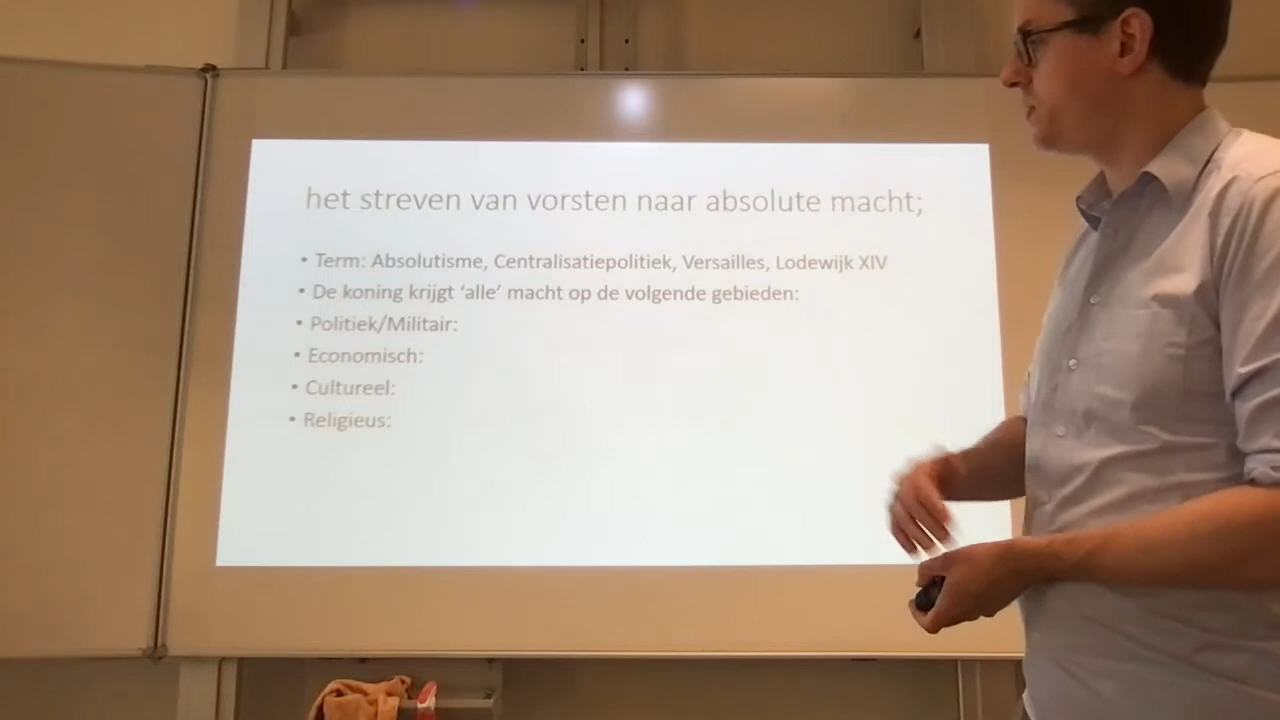 het streven van vorsten naar absolute macht;
• Term: Absolutisme, Centralisatiepolitiek, Versailles, Lodewijk XIV
• De koning krijgt ‘alle’ macht op de volgende gebieden:
• Politiek/Militair:
• Economisch:
• Cultureel:
• Religieus: